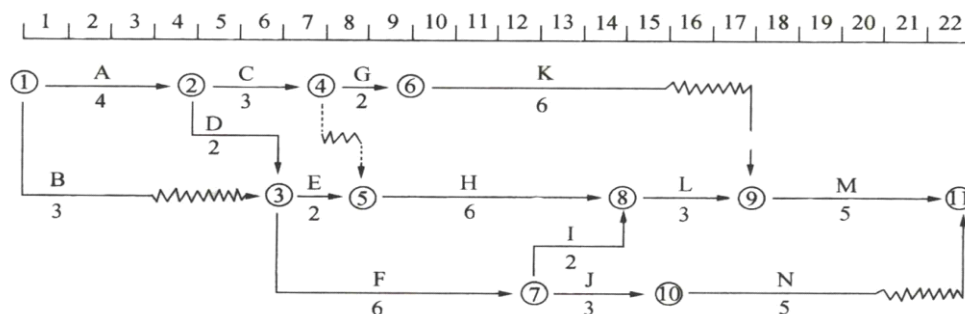 1 2 3 4 5 6 7 8 9 10 11 12 13 14 15 16 17 18 19 20 21 22
① A ② C ④ G ⑥ K
4 3 2 6
D
2
B ③ E ⑤ H ⑧ L ⑨ M ⑪
3 2 6 3 5
I
2
F ⑦ J ⑩ N
6 3 5